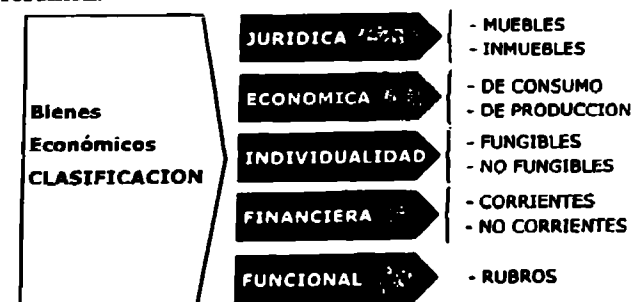 Bienes
Económicos
CLASIFICACION
JURIDICA
- MUEBLES
- INMUEBLES
ECONOMICA
- DE CONSUMO
- DE PRODUCCION
INDIVIDUALIDAD
- FUNGIBLES
- NO FUNGIBLES
FINANCIERA
- CORRIENTES
- NO CORRIENTES
FUNCIONAL
- RUBROS